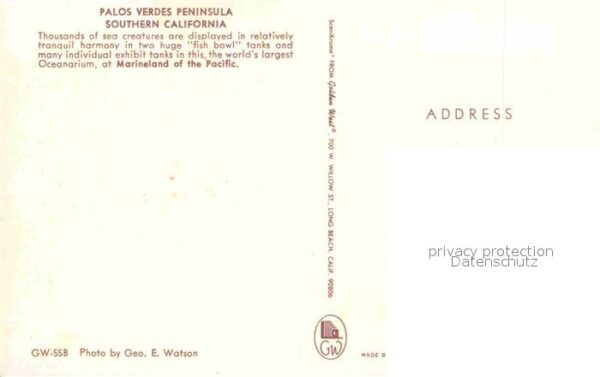 PALOS VERDES PENINSULA
SOUTHERN CALIFORNIA
Thousands of sea creatures are displayed in relatively
tranquil harmony in two huge "fish bowl" tanks and
many individual exhibit tanks in this, the world's largest
Oceanarium, at Marineland of the Pacific.
GW-558 Photo by Geo. E. Watson
ScenKrome™ FROM Golden West®, 700 W. WILLOW ST., LONG BEACH, CALIF. 90806
GW
MADE
ADDRESS
privacy protection
Datenschutz